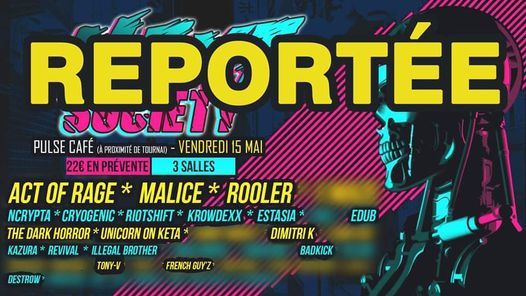 REPORTÉE
SOCIETY
PULSE CAFÉ (À PROXIMITÉ DE TOURNAI) - VENDREDI 15 MAI
22€ EN PRÉVENTE 3 SALLES
ACT OF RAGE * MALICE * ROOLER
NCRYPTA * CRYOGENIC * RIOTSHIFT * KROWDEXX * ESTASIA * EDUB
THE DARK HORROR * UNICORN ON KETA * DIMITRI K
KAZURA * REVIVAL * ILLEGAL BROTHER BADKICK
TONY-V FRENCH GUY'Z
DESTROW